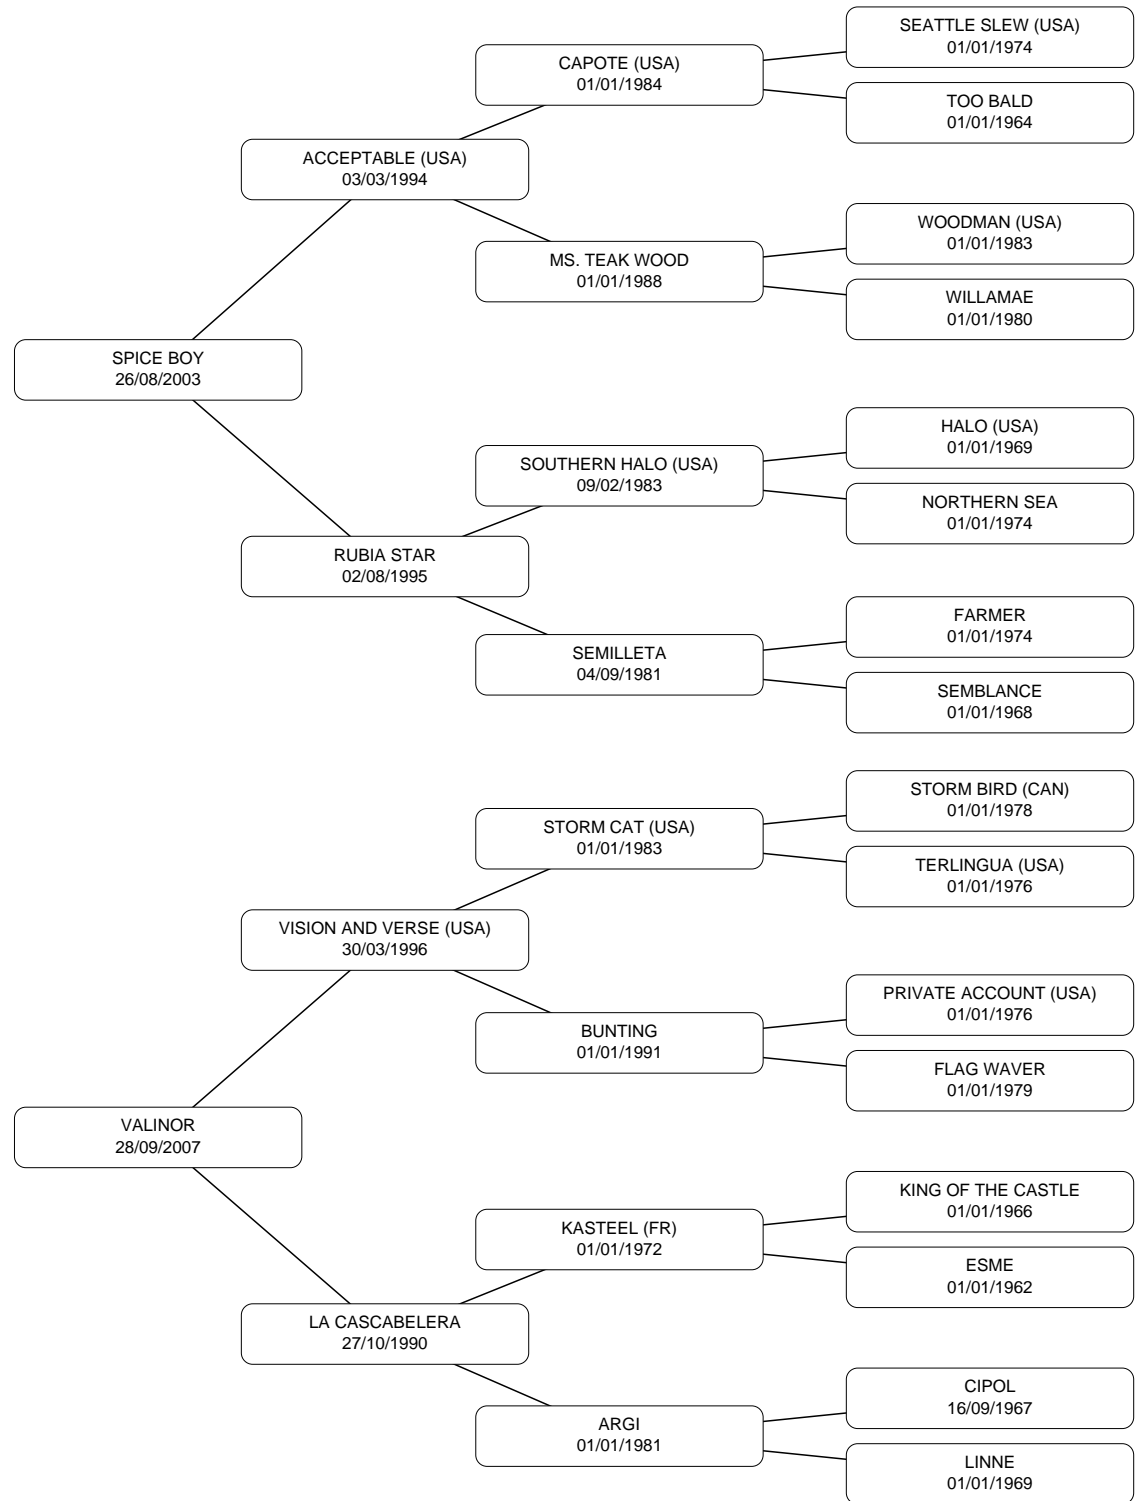 SEATTLE SLEW (USA)
01/01/1974
CAPOTE (USA)
01/01/1984
TOO BALD
01/01/1964
ACCEPTABLE (USA)
03/03/1994
WOODMAN (USA)
01/01/1983
MS. TEAK WOOD
01/01/1988
WILLAMAE
01/01/1980
SPICE BOY
26/08/2003
HALO (USA)
01/01/1969
SOUTHERN HALO (USA)
09/02/1983
NORTHERN SEA
01/01/1974
RUBIA STAR
02/08/1995
FARMER
01/01/1974
SEMILLETA
04/09/1981
SEMBLANCE
01/01/1968
STORM BIRD (CAN)
01/01/1978
STORM CAT (USA)
01/01/1983
TERLINGUA (USA)
01/01/1976
VISION AND VERSE (USA)
30/03/1996
PRIVATE ACCOUNT (USA)
01/01/1976
BUNTING
01/01/1991
FLAG WAVER
01/01/1979
VALINOR
28/09/2007
KING OF THE CASTLE
01/01/1966
KASTEEL (FR)
01/01/1972
ESME
01/01/1962
LA CASCABELERA
27/10/1990
CIPOL
16/09/1967
ARGI
01/01/1981
LINNE
01/01/1969